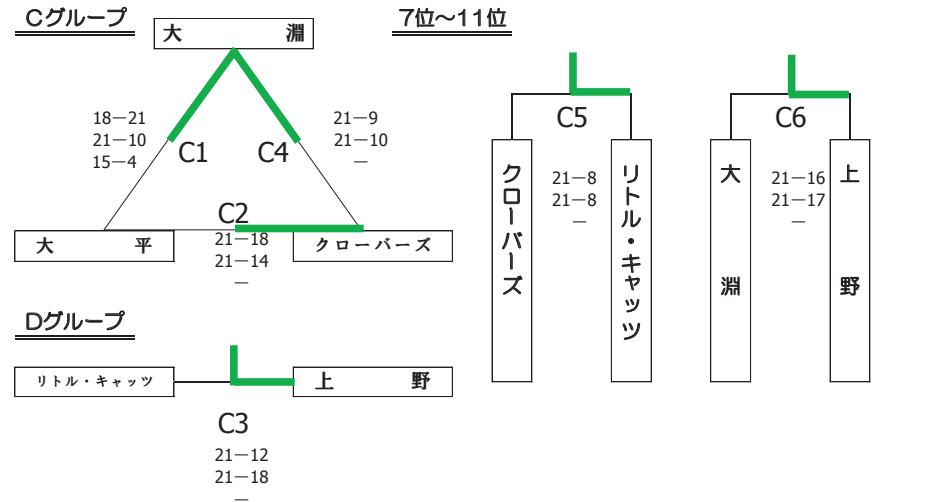 Cグループ
大　淵
18－21
21－10
15－4
C1
C4
21－9
21－10
－
C2
21－18
21－14
－
大　平
クローバーズ
Dグループ
リトル・キャッツ
上　野
C3
21－12
21－18
－
7位～11位
C5
クローバーズ
21－8
21－8
－
リトル・キャッツ
C6
大　淵
21－16
21－17
－
上　野